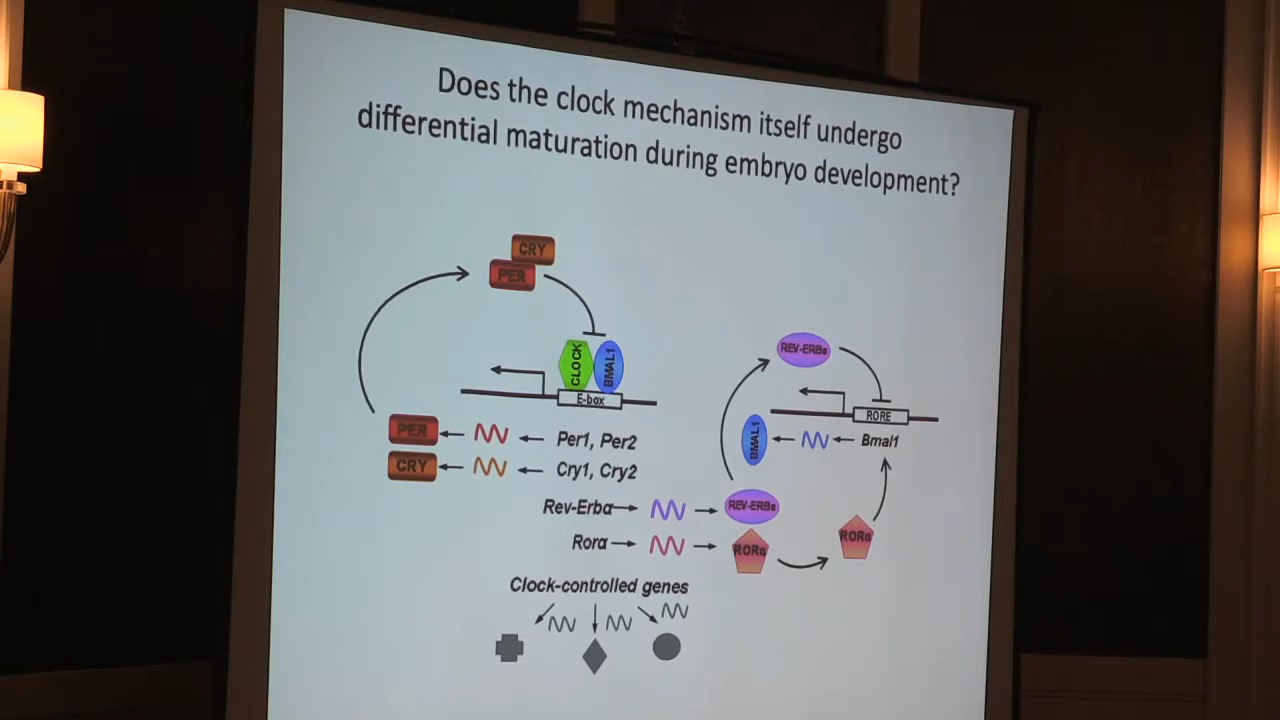 Does the clock mechanism itself undergo
differential maturation during embryo development?
CRY
PER
CLOCK
BMAL1
E-box
PER
Per1, Per2
CRY
Cry1, Cry2
REV-ERBα
RORE
BMAL1
Bmal1
Rev-Erbα
REV-ERBα
Rorα
RORα
RORα
Clock-controlled genes